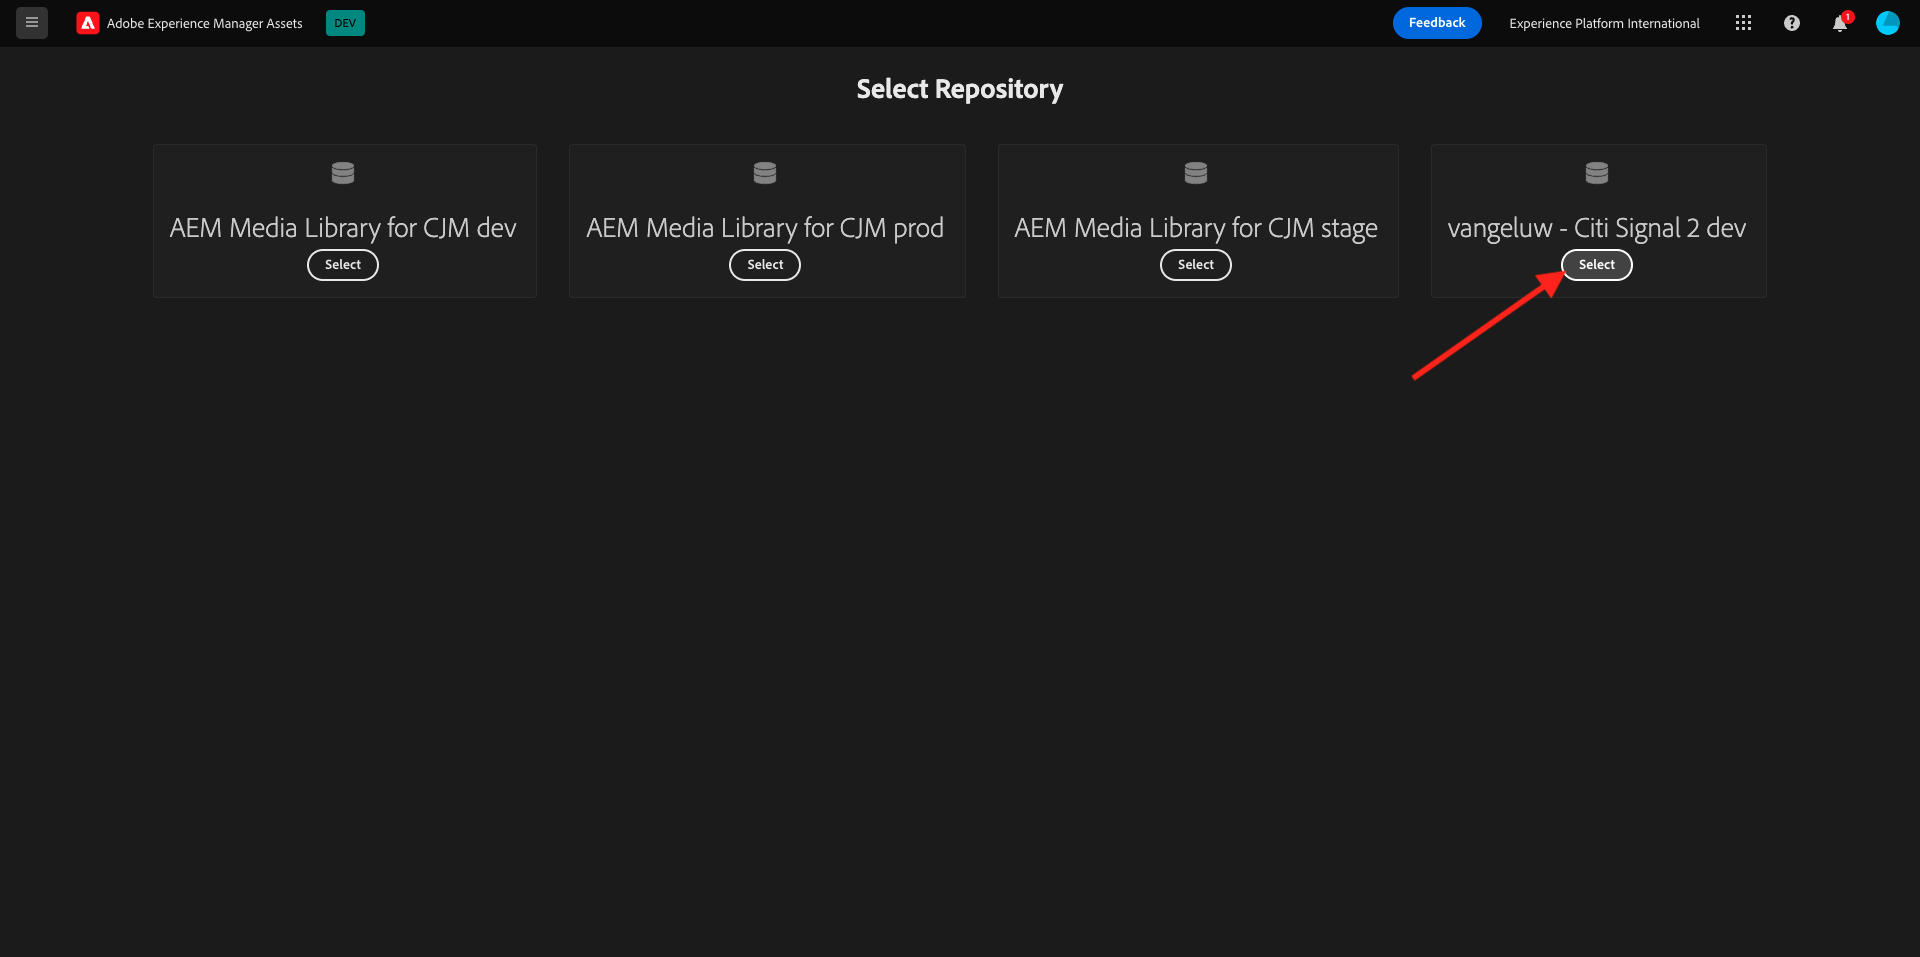 Adobe Experience Manager Assets
DEV
Feedback
Experience Platform International
1
Select Repository
AEM Media Library for CJM dev
Select
AEM Media Library for CJM prod
Select
AEM Media Library for CJM stage
Select
vangeluw - Citi Signal 2 dev
Select